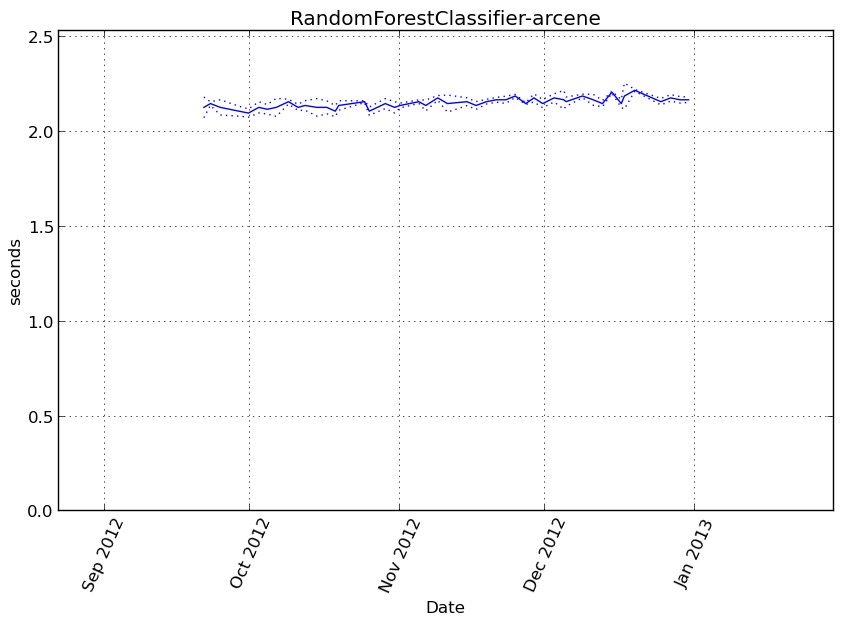 RandomForestClassifier-arcene
2.5
2.0
1.5
1.0
0.5
0.0
seconds
Sep 2012
Oct 2012
Nov 2012
Dec 2012
Jan 2013
Date